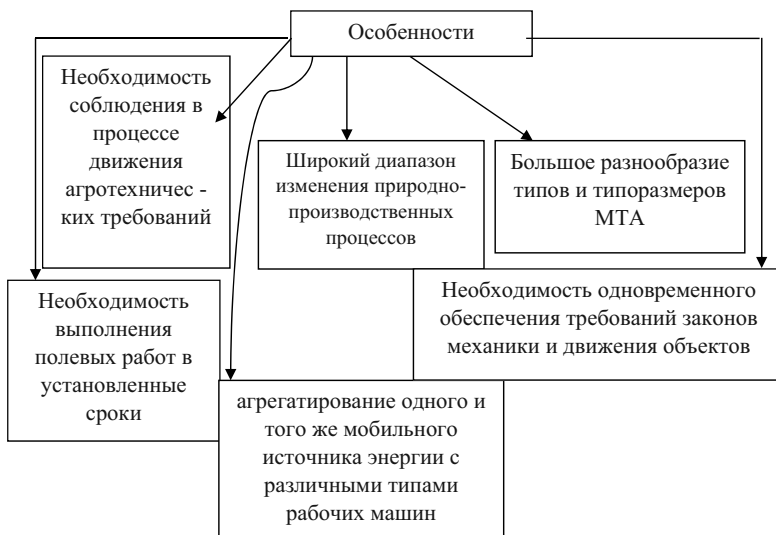 Особенности
Необходимость
соблюдения в
процессе
движения
агротехничес - 
ких требований
Широкий диапазон
изменения природно-
производственных
процессов
Большое разнообразие
типов и типоразмеров
МТА
Необходимость
выполнения
полевых работ в
установленные
сроки
Необходимость одновременного
обеспечения требований законов
механики и движения объектов
агрегатирование одного и
того же мобильного
источника энергии с
различными типами
рабочих машин